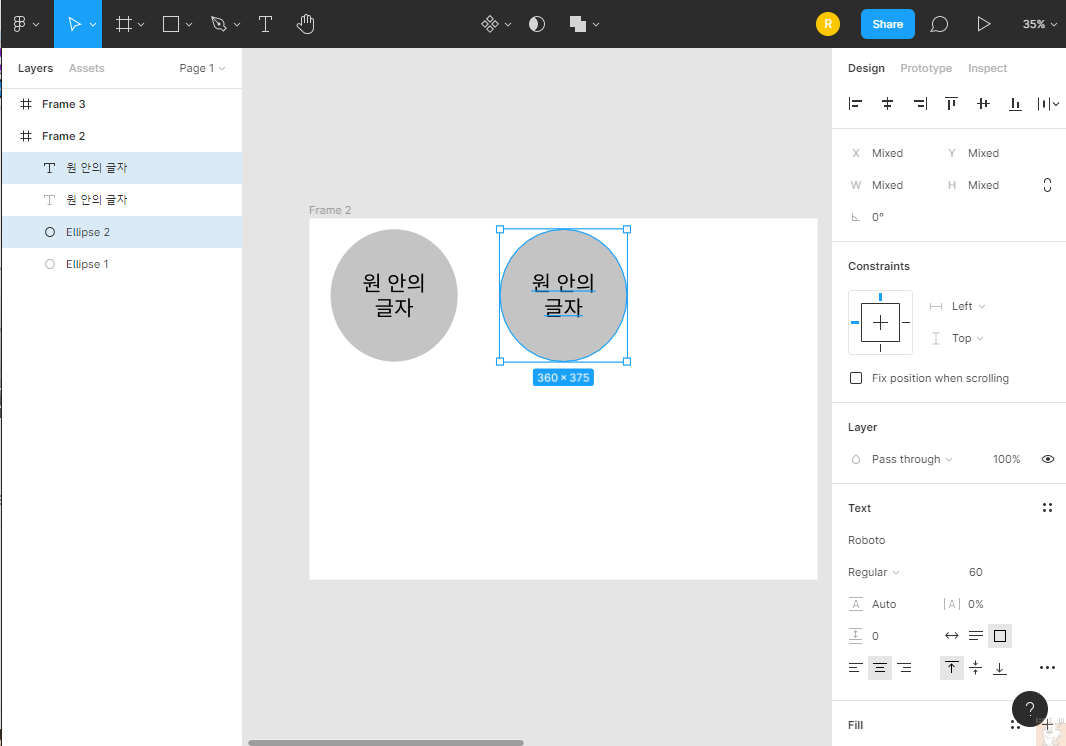 R
Share
35%
Layers
Assets
Page 1
Design
Prototype
Inspect
Frame 3
Frame 2
원 안의 글자
원 안의 글자
Ellipse 2
Ellipse 1
Frame 2
원 안의
글자
원 안의
글자
360 × 375
X Mixed
Y Mixed
W Mixed
H Mixed
0°
Constraints
Left
Top
Fix position when scrolling
Layer
Pass through
100%
Text
Roboto
Regular
60
A Auto
|A| 0%
0
?
Fill